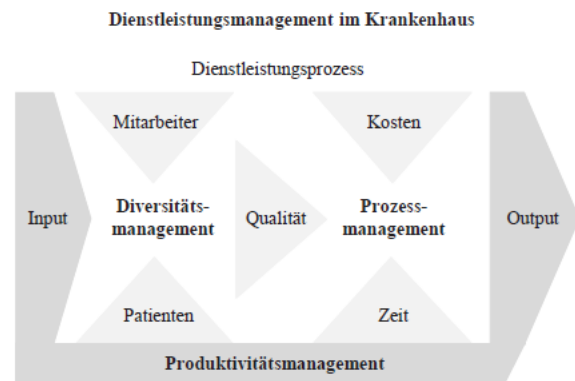 Dienstleistungsmanagement im Krankenhaus
Dienstleistungsprozess
Mitarbeiter
Kosten
Input
Diversitäts-
management
Qualität
Prozess-
management
Output
Patienten
Zeit
Produktivitätsmanagement